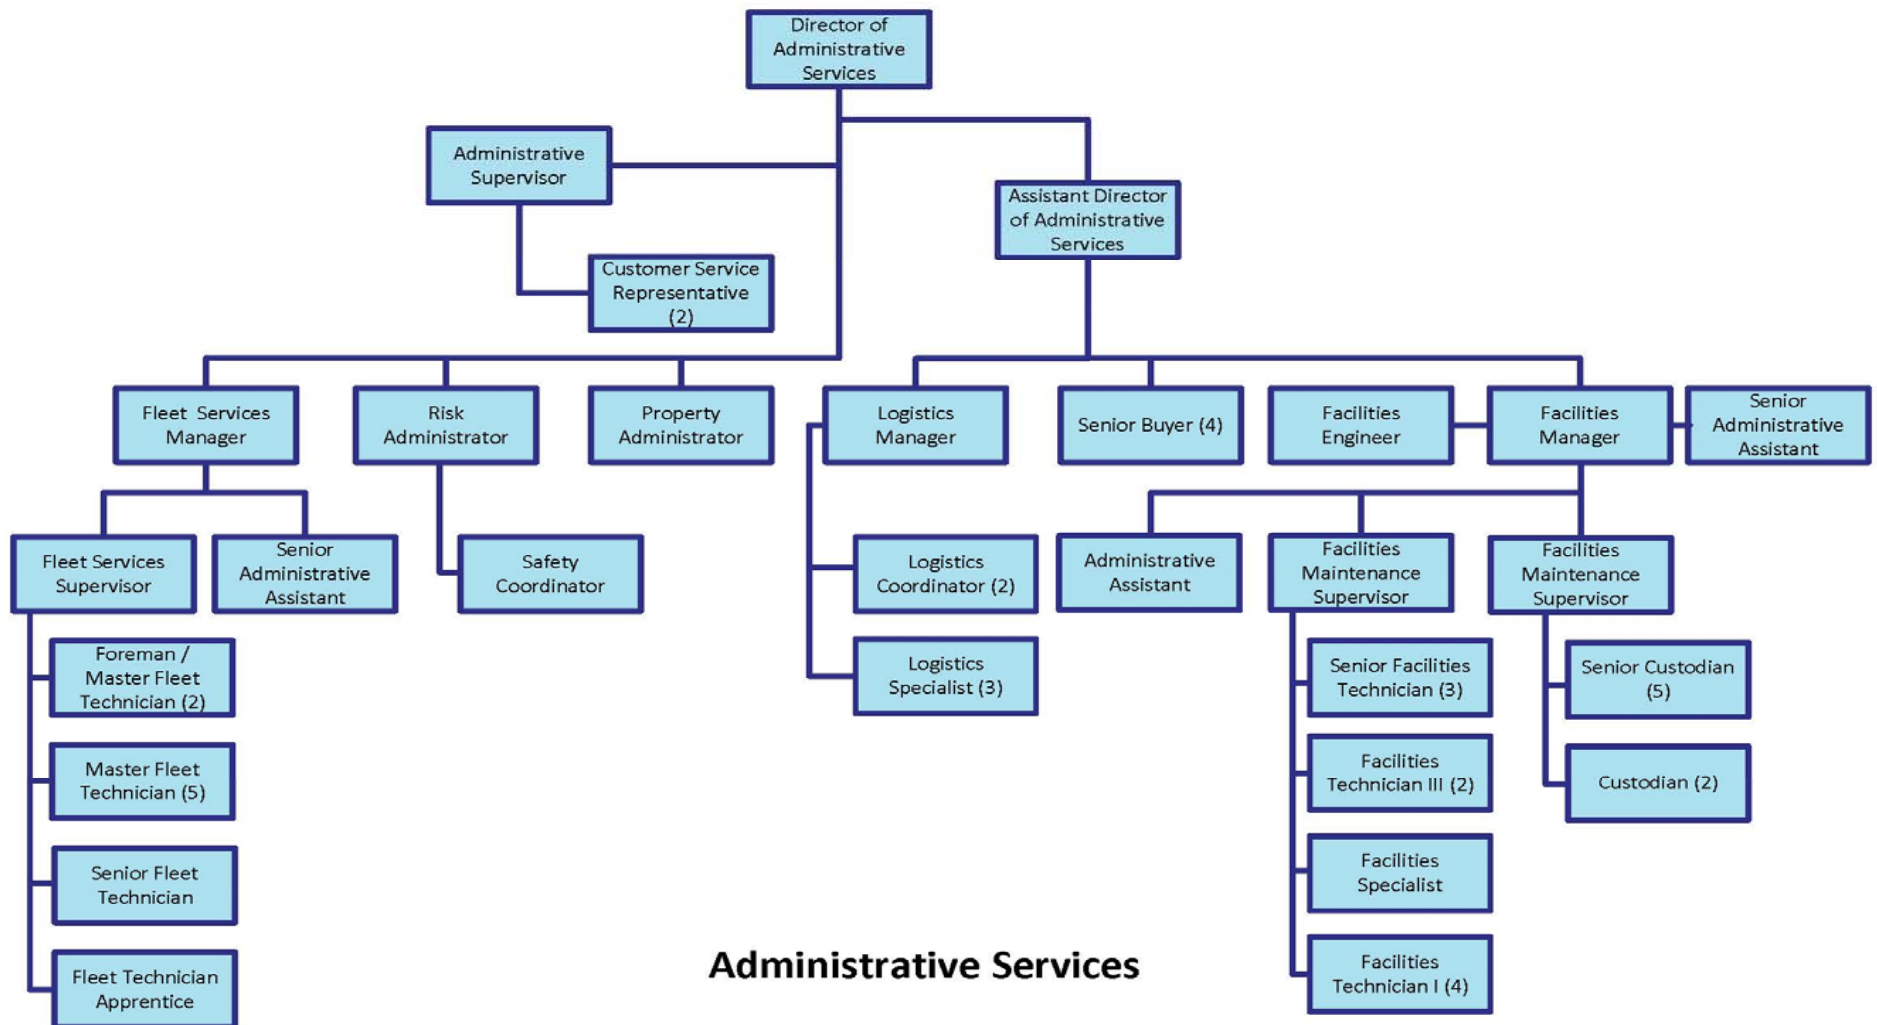 Director of
Administrative
Services
Administrative
Supervisor
Assistant Director
of Administrative
Services
Customer Service
Representative
(2)
Fleet Services
Manager
Risk
Administrator
Property
Administrator
Logistics
Manager
Senior Buyer (4)
Facilities
Engineer
Facilities
Manager
Senior
Administrative
Assistant
Fleet Services
Supervisor
Senior
Administrative
Assistant
Safety
Coordinator
Logistics
Coordinator (2)
Administrative
Assistant
Facilities
Maintenance
Supervisor
Facilities
Maintenance
Supervisor
Foreman /
Master Fleet
Technician (2)
Logistics
Specialist (3)
Senior Facilities
Technician (3)
Senior Custodian
(5)
Master Fleet
Technician (5)
Facilities
Technician III (2)
Custodian (2)
Senior Fleet
Technician
Facilities
Specialist
Fleet Technician
Apprentice
Facilities
Technician I (4)
Administrative Services